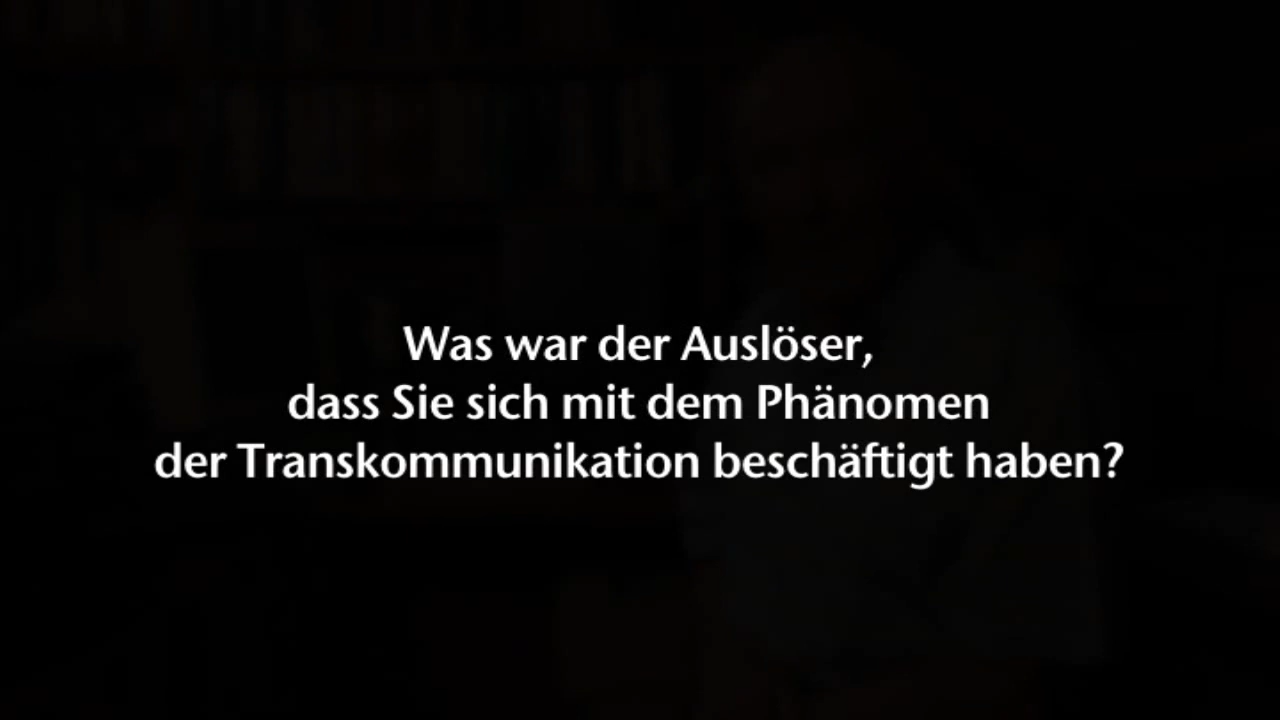 Was war der Auslöser,
dass Sie sich mit dem Phänomen
der Transkommunikation beschäftigt haben?